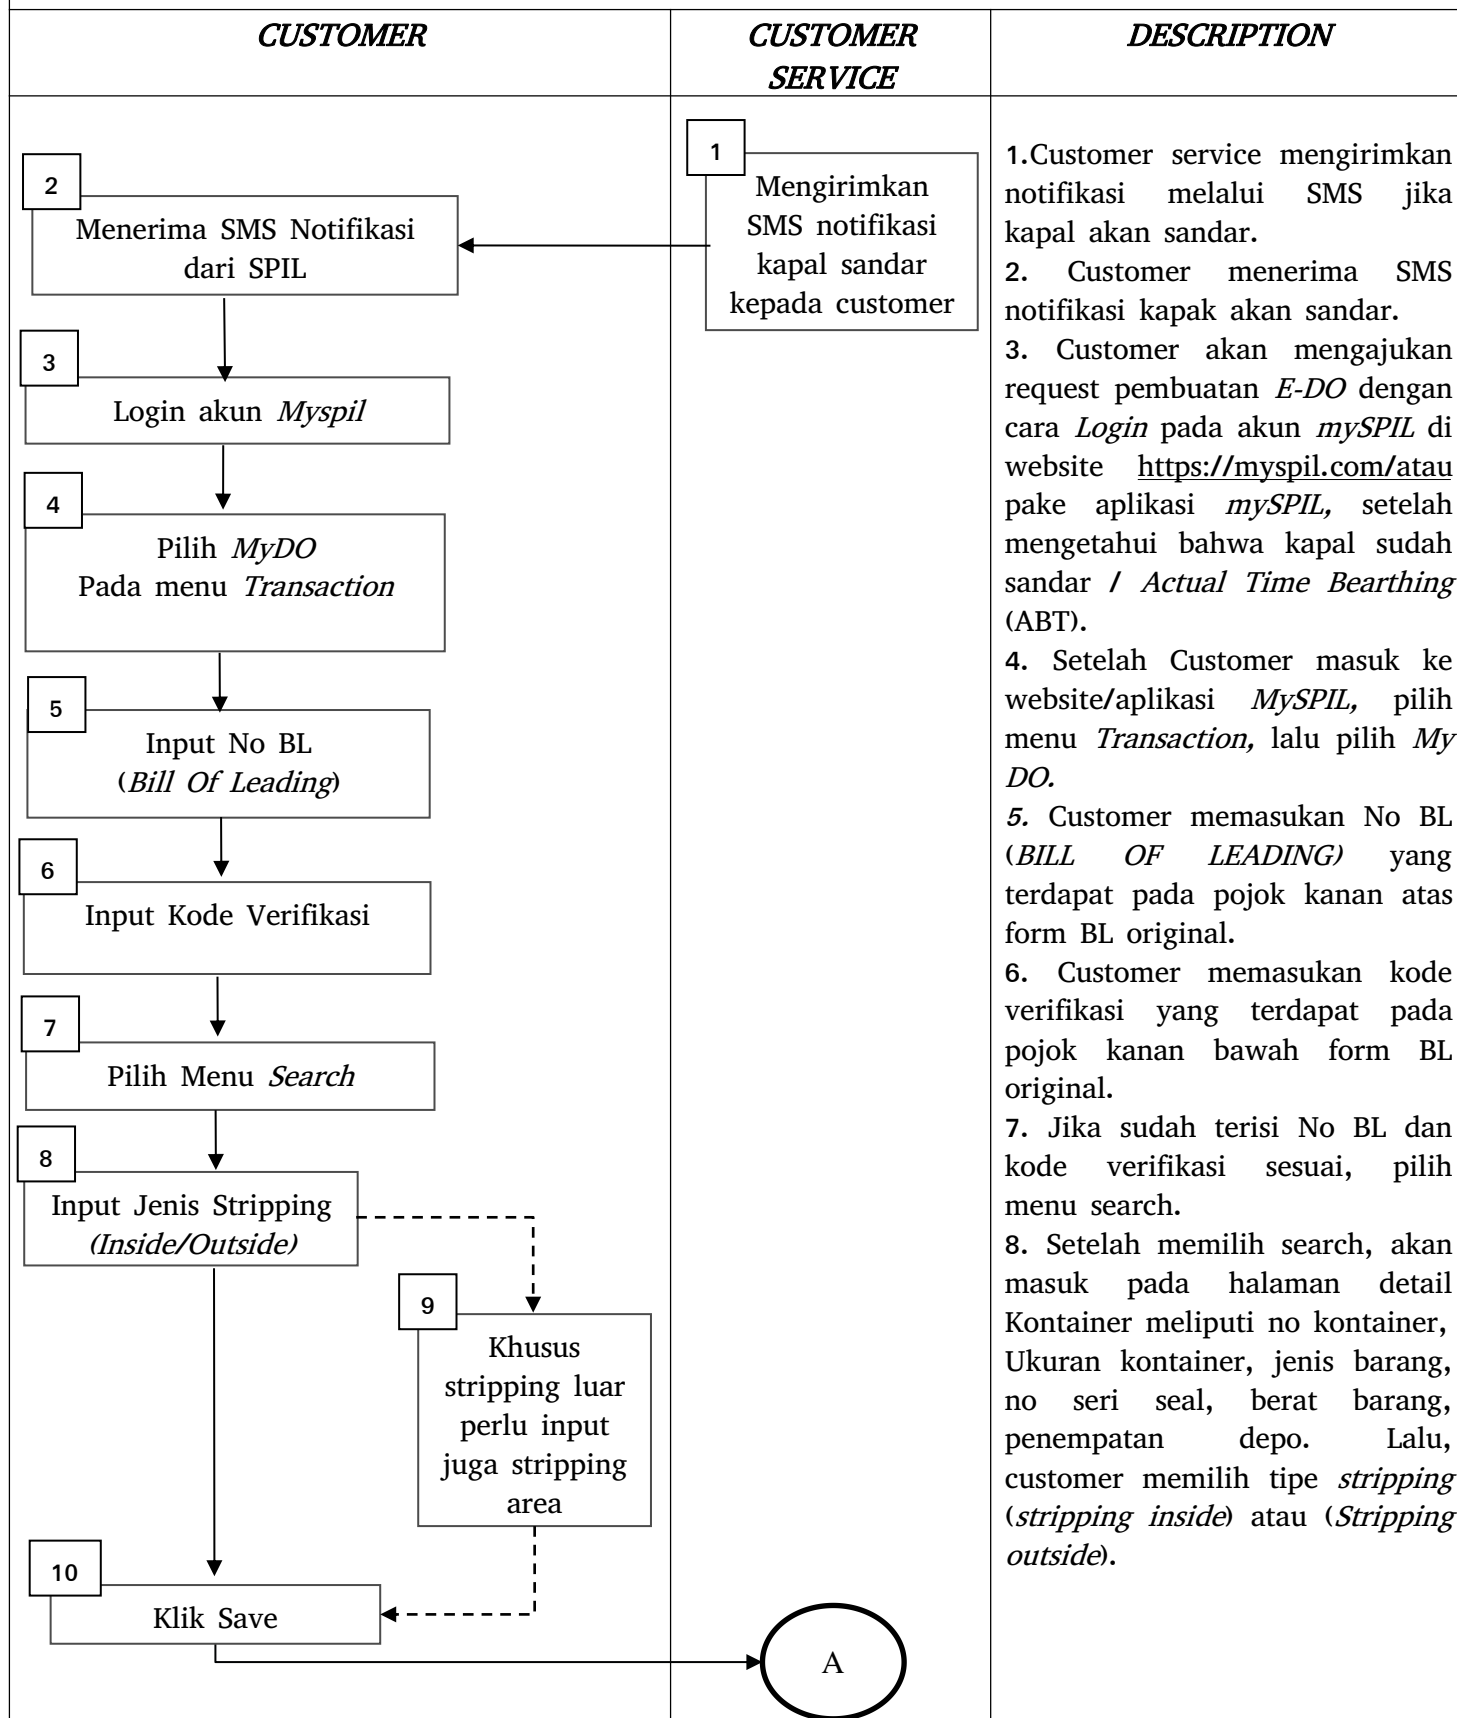 CUSTOMER
CUSTOMER
SERVICE
DESCRIPTION
1
Mengirimkan
SMS notifikasi
kapal sandar
kepada customer
2
Menerima SMS Notifikasi
dari SPIL
3
Login akun Myspil
4
Pilih MyDO
Pada menu Transaction
5
Input No BL
(Bill Of Leading)
6
Input Kode Verifikasi
7
Pilih Menu Search
8
Input Jenis Stripping
(Inside/Outside)
9
Khusus
stripping luar
perlu input
juga stripping
area
10
Klik Save
A
1.Customer service mengirimkan
notifikasi melalui SMS jika
kapal akan sandar.
2. Customer menerima SMS
notifikasi kapak akan sandar.
3. Customer akan mengajukan
request pembuatan E-DO dengan
cara Login pada akun mySPIL di
website https://myspil.com/atau
pake aplikasi mySPIL, setelah
mengetahui bahwa kapal sudah
sandar / Actual Time Bearthing
(ABT).
4. Setelah Customer masuk ke
website/aplikasi MySPIL, pilih
menu Transaction, lalu pilih My
DO.
5. Customer memasukan No BL
(BILL OF LEADING) yang
terdapat pada pojok kanan atas
form BL original.
6. Customer memasukan kode
verifikasi yang terdapat pada
pojok kanan bawah form BL
original.
7. Jika sudah terisi No BL dan
kode verifikasi sesuai, pilih
menu search.
8. Setelah memilih search, akan
masuk pada halaman detail
Kontainer meliputi no kontainer,
Ukuran kontainer, jenis barang,
no seri seal, berat barang,
penempatan depo. Lalu,
customer memilih tipe stripping
(stripping inside) atau (Stripping
outside).